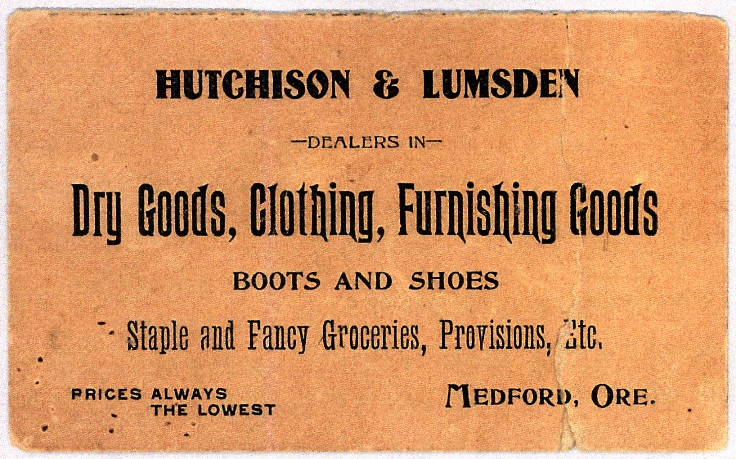 HUTCHISON & LUMSDEN
—DEALERS IN—
Dry Goods, Clothing, Furnishing Goods
BOOTS AND SHOES
Staple and Fancy Groceries, Provisions, Etc.
PRICES ALWAYS
THE LOWEST
MEDFORD, ORE.